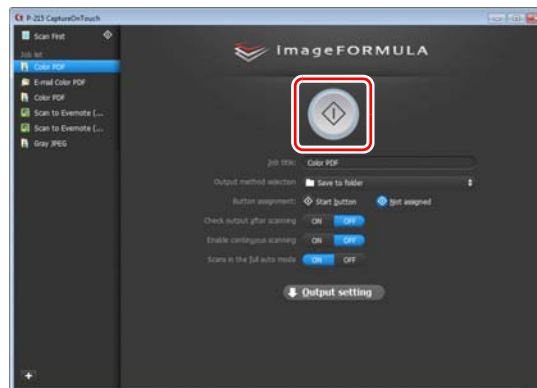 P-215 CaptureOnTouch
Scan First
Job list
Color PDF
E-mail Color PDF
Color PDF
Scan to Evernote (...
Scan to Evernote (...
Gray JPEG
imageFORMULA
Job title: Color PDF
Output method selection Save to folder
Button assignment: Start button Not assigned
Check output after scanning ON OFF
Enable continuous scanning ON OFF
Scans in the full auto mode ON OFF
Output setting